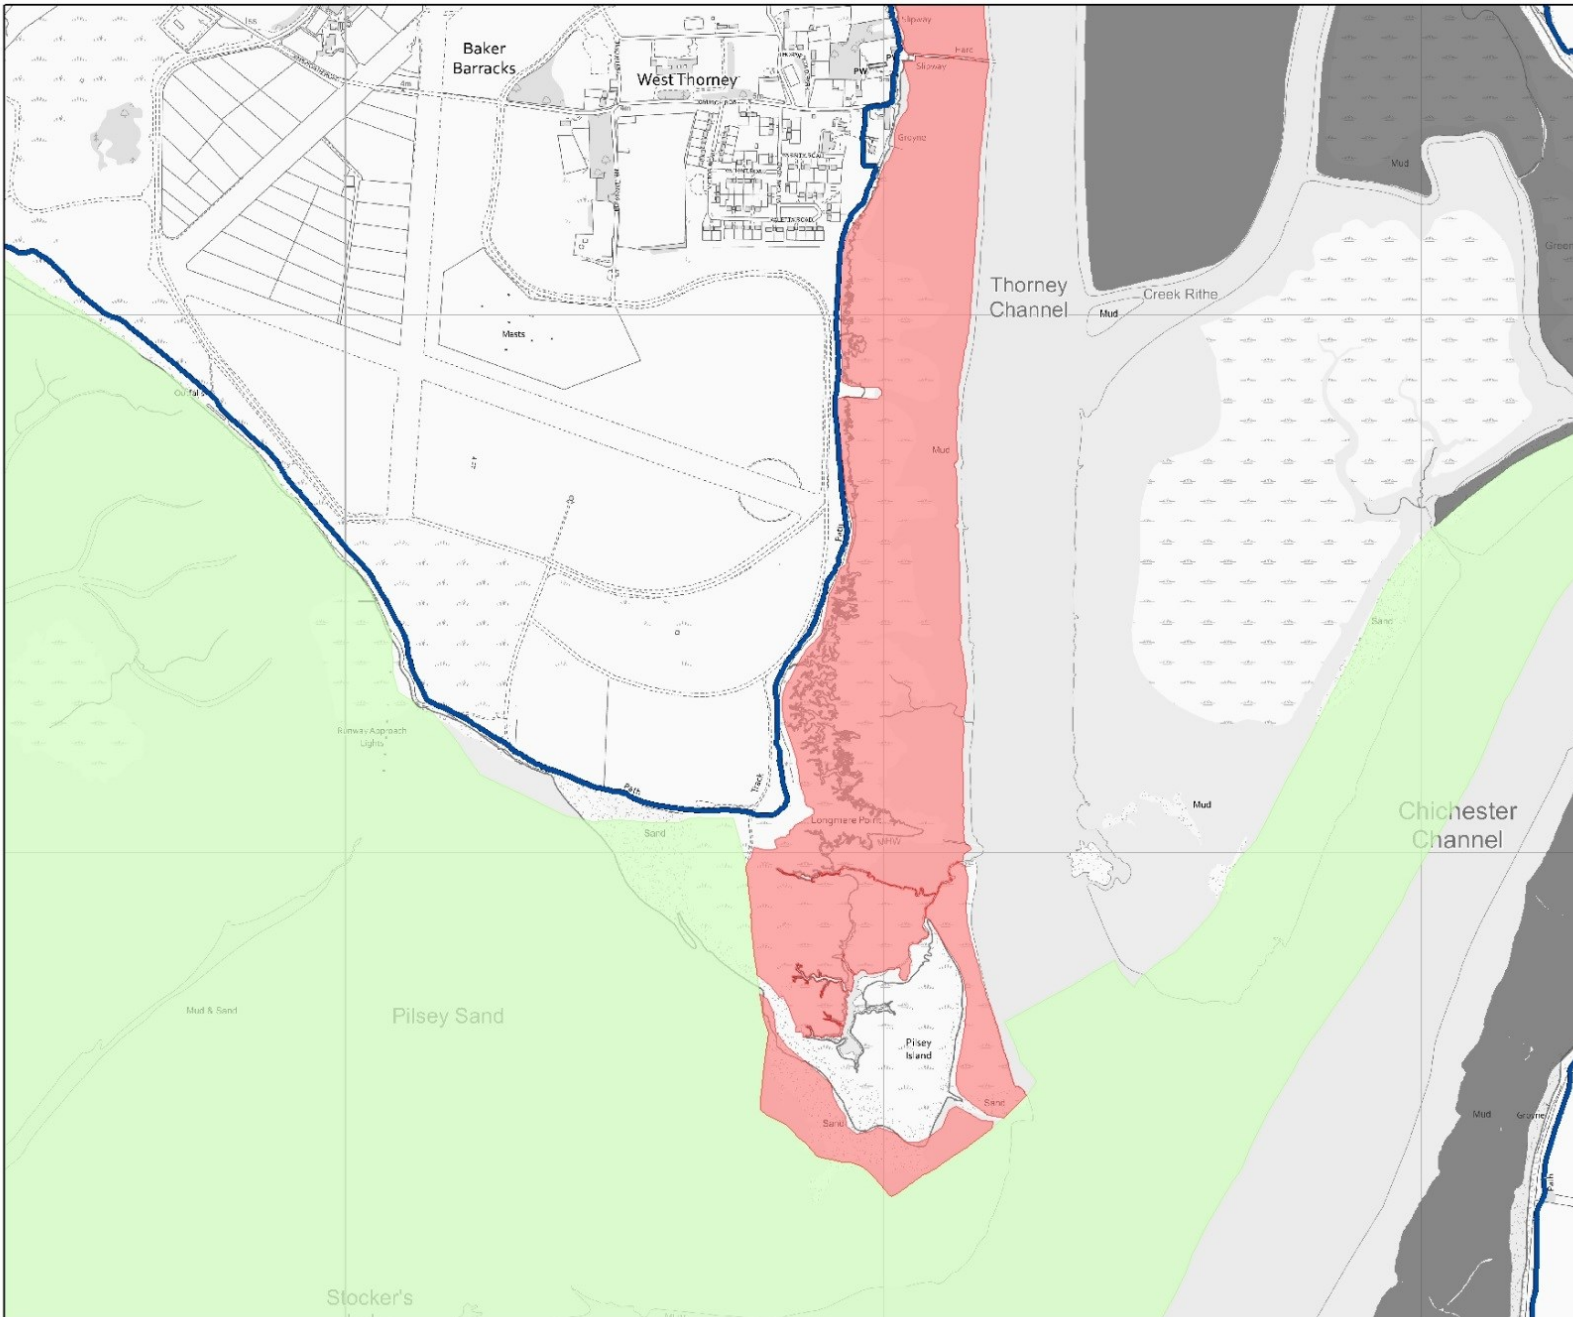 Slipway
Hard
Slipway
Baker
Barracks
West Thorney
PW
Groyne
Mud
Thorney
Channel
Creek Rithe
Mud
Masts
Mud
Path
Sand
Runway Approach
Lights
Path
Track
Sand
Longmere Point
MHW
Mud
Chichester
Channel
Mud & Sand
Pilsey Sand
Pilsey
Island
Sand
Sand
Mud
Groyne
Path
Stocker's